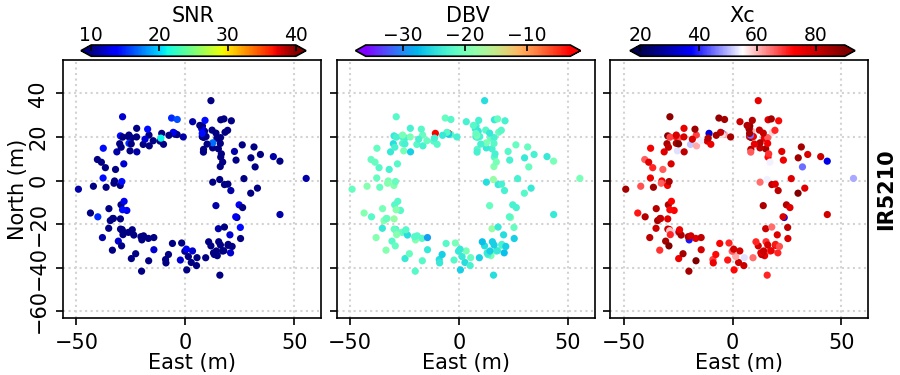 SNR DBV Xc
10 20 30 40 −30 −20 −10 20 40 60 80
40
20
0
−20
−40
−60
North (m)
−50 0 50 −50 0 50 −50 0 50
East (m) East (m) East (m)
IR5210